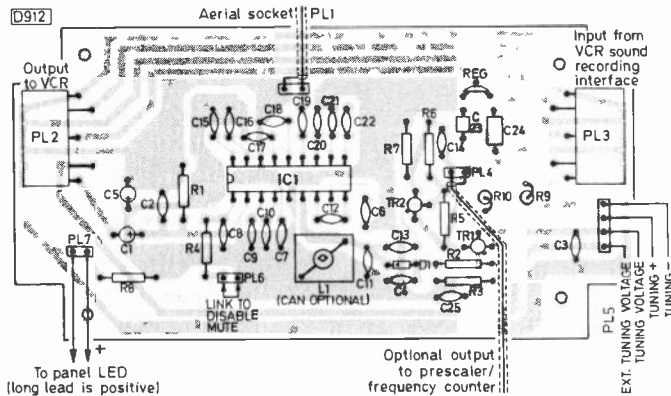 D912
Aerial socket
PL1
Output
to VCR
PL2
Input from
VCR sound
recording
interface
PL3
REG
C19
C21
C18
C15
C16
C17
C20
C22
R6
R7
C14
C
23
C24
PL4
IC1
C5
C2
R1
C1
R4
C8
C10
C9
C7
C12
C6
TR2
R5
R10
R9
TR1
C13
D1
R2
R3
C4
C25
C11
C3
PL7
R8
PL6
LINK TO
DISABLE
MUTE
L1
(CAN OPTIONAL)
PL5
EXT. TUNING VOLTAGE
TUNING VOLTAGE
TUNING +
TUNING -
+
To panel LED
(long lead is positive)
Optional output
to prescaler/
frequency counter